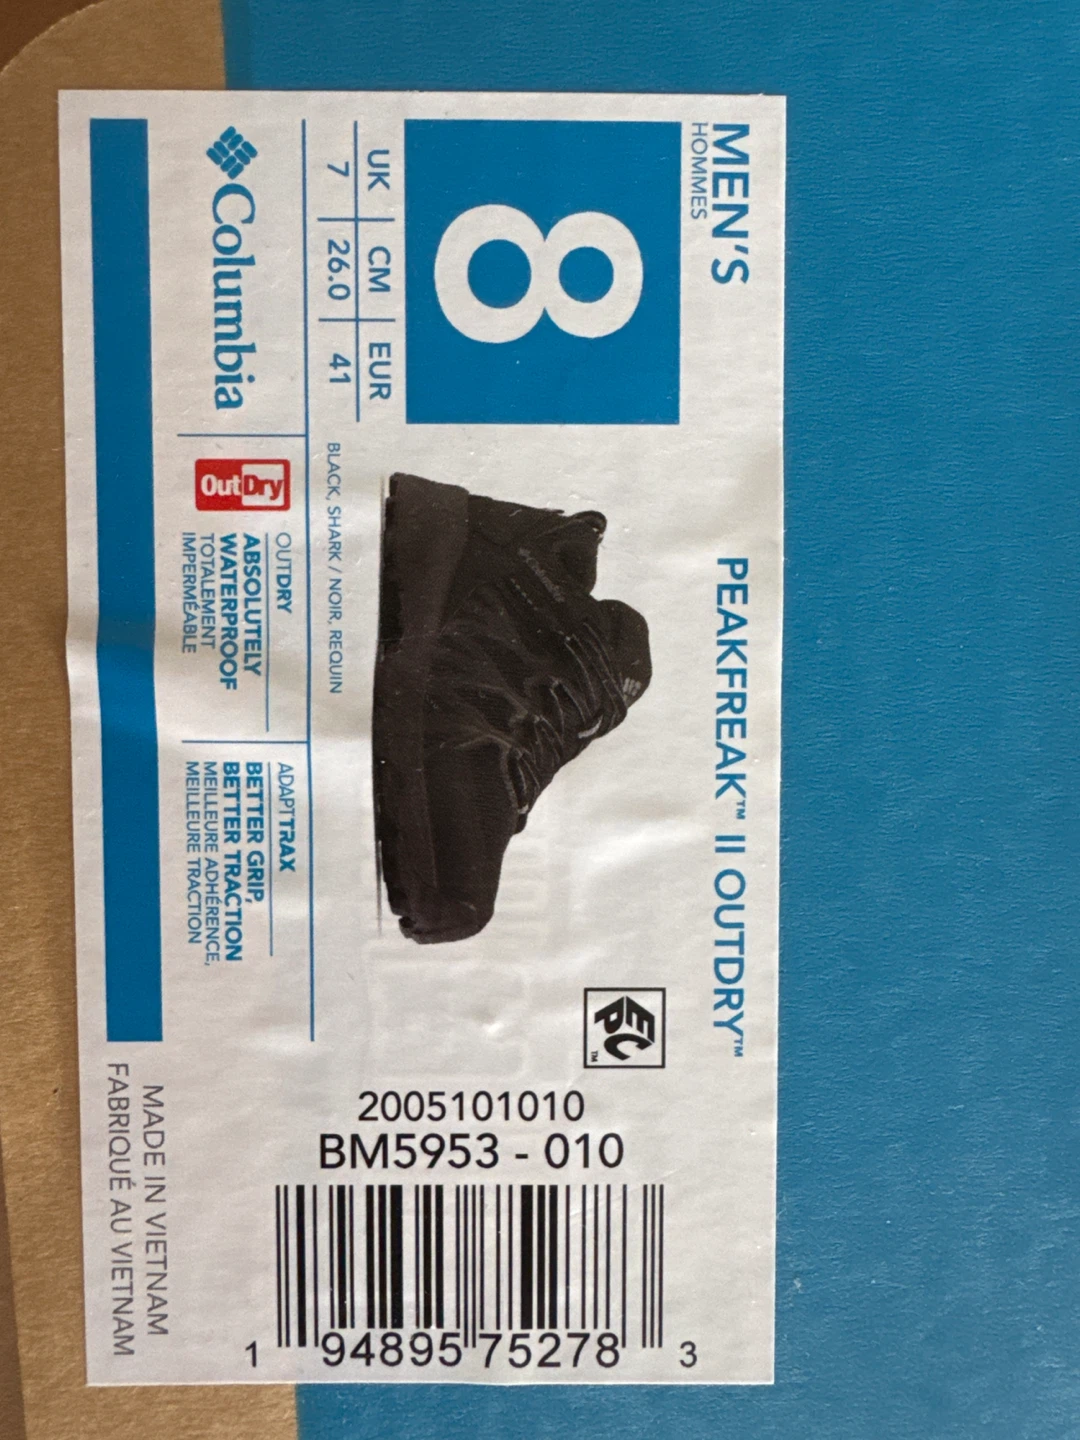 MEN'S
HOMMES
PEAKFREAK™ II OUTDRY™
8
UK CM EUR
7 26.0 41
BLACK, SHARK / NOIR, REQUIN
Columbia
Columbia
OutDry
OUTDRY
ABSOLUTELY
WATERPROOF
TOTALEMENT
IMPERMÉABLE
ADAPTTRAX
BETTER GRIP,
BETTER TRACTION
MEILLEURE ADHÉRENCE,
MEILLEURE TRACTION
MADE IN VIETNAM
FABRIQUÉ AU VIETNAM
ECP™
2005101010
BM5953 - 010
1 94895 75278 3